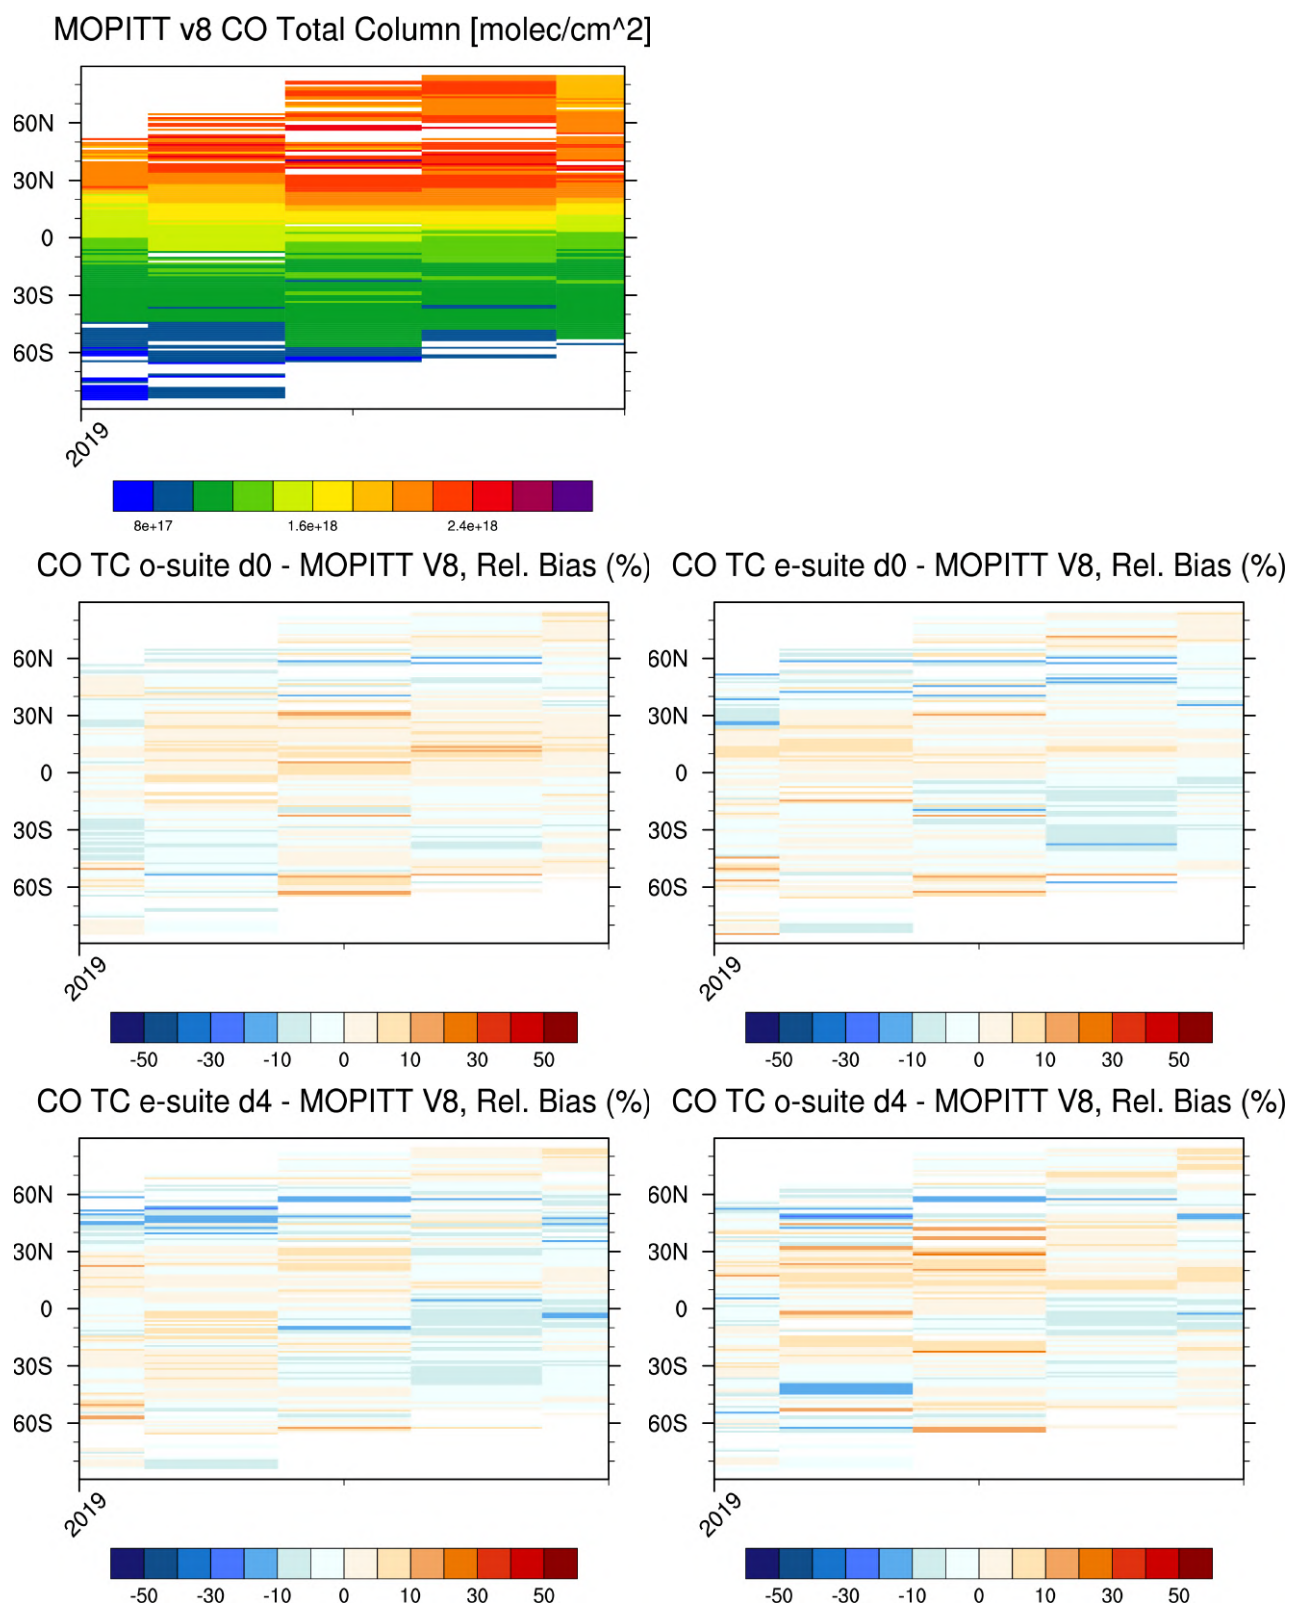 MOPITT v8 CO Total Column [molec/cm^2]
60N
30N
0
30S
60S
2019
8e+17 1.6e+18 2.4e+18
CO TC o-suite d0 - MOPITT V8, Rel. Bias (%)
60N
30N
0
30S
60S
2019
-50 -30 -10 0 10 30 50
CO TC e-suite d0 - MOPITT V8, Rel. Bias (%)
60N
30N
0
30S
60S
2019
-50 -30 -10 0 10 30 50
CO TC e-suite d4 - MOPITT V8, Rel. Bias (%)
60N
30N
0
30S
60S
2019
-50 -30 -10 0 10 30 50
CO TC o-suite d4 - MOPITT V8, Rel. Bias (%)
60N
30N
0
30S
60S
2019
-50 -30 -10 0 10 30 50